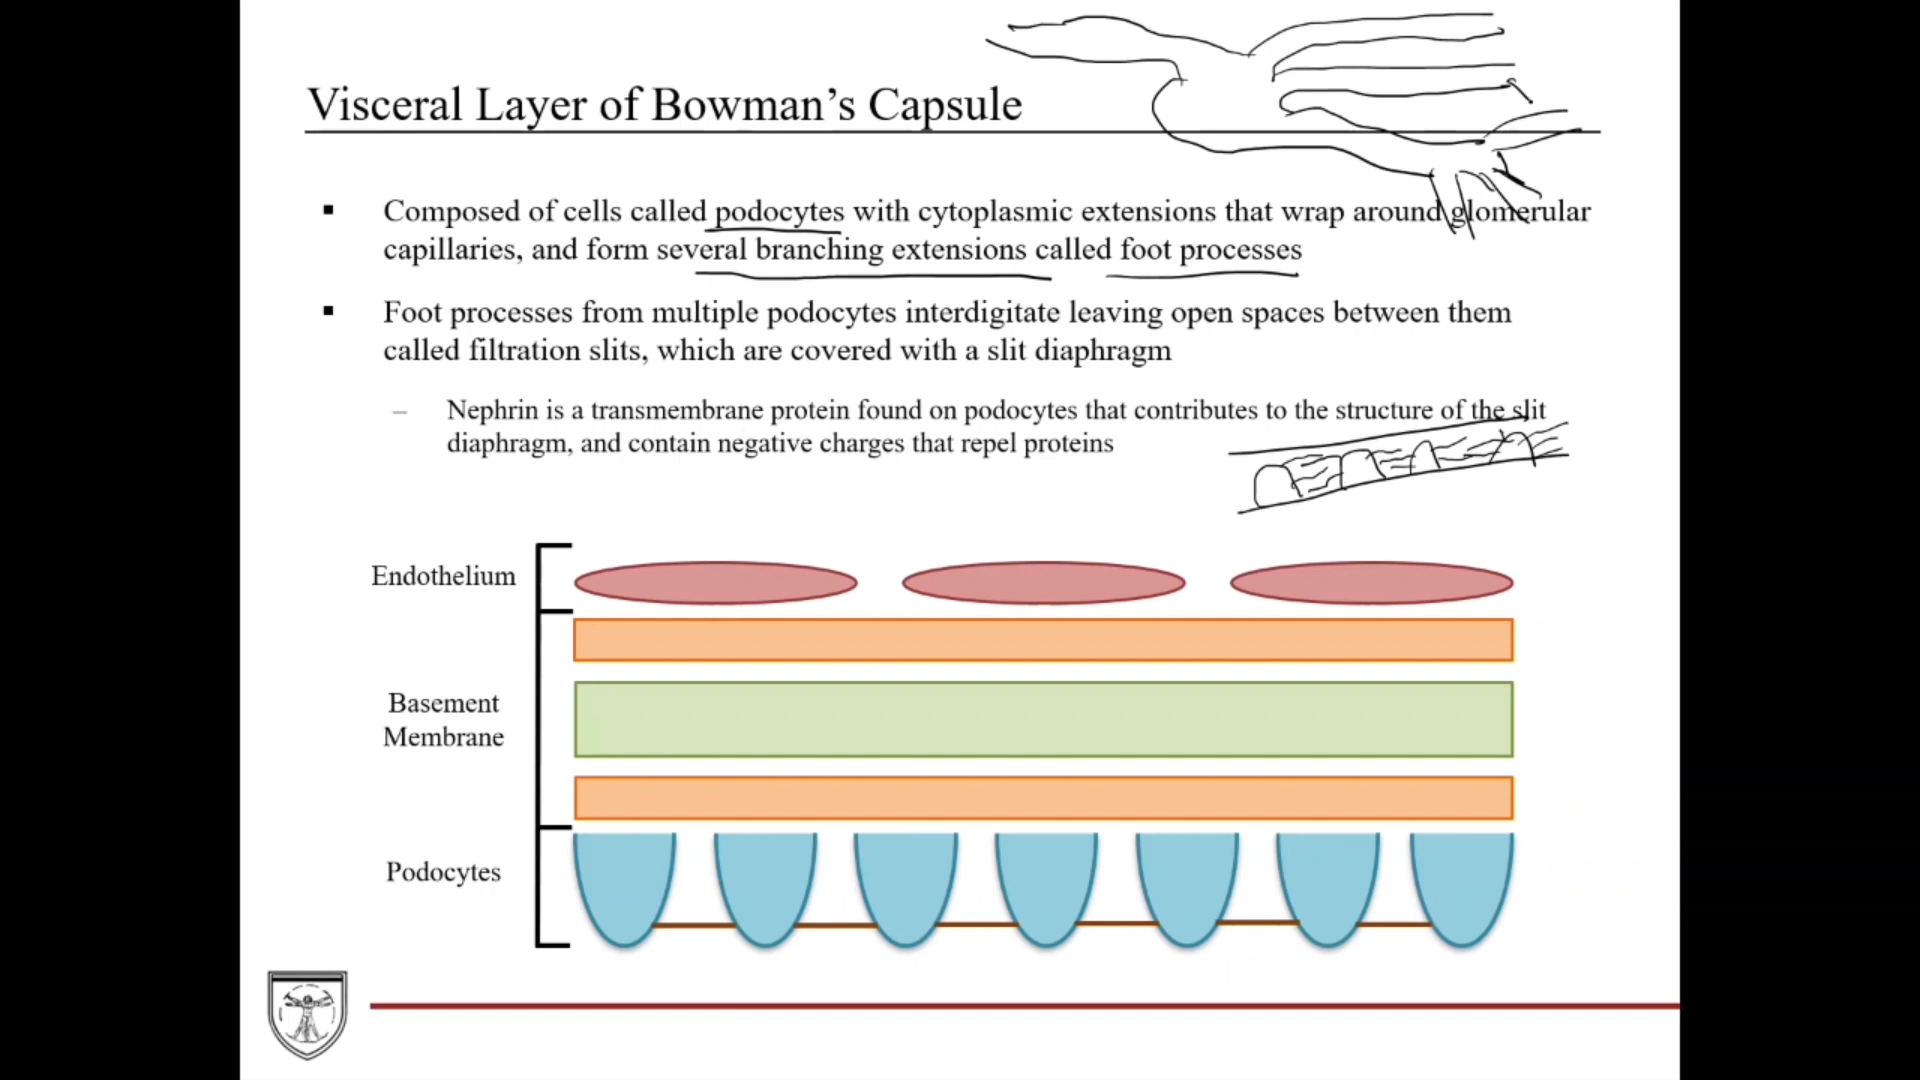 Visceral Layer of Bowman’s Capsule
▪ Composed of cells called podocytes with cytoplasmic extensions that wrap around glomerular
capillaries, and form several branching extensions called foot processes
▪ Foot processes from multiple podocytes interdigitate leaving open spaces between them
called filtration slits, which are covered with a slit diaphragm
– Nephrin is a transmembrane protein found on podocytes that contributes to the structure of the slit
diaphragm, and contain negative charges that repel proteins
Endothelium
Basement
Membrane
Podocytes